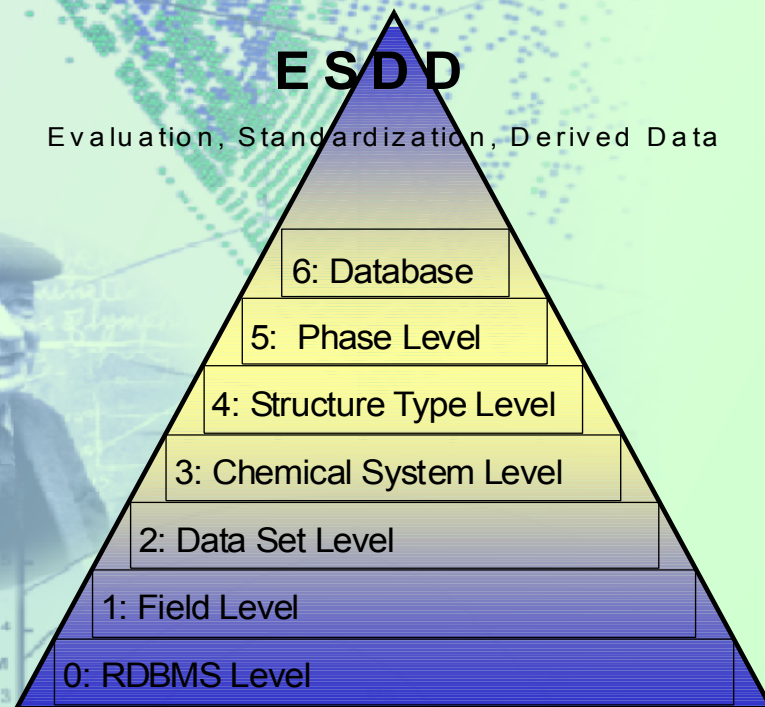 ESDD
Evaluation, Standardization, Derived Data
6: Database
5: Phase Level
4: Structure Type Level
3: Chemical System Level
2: Data Set Level
1: Field Level
0: RDBMS Level